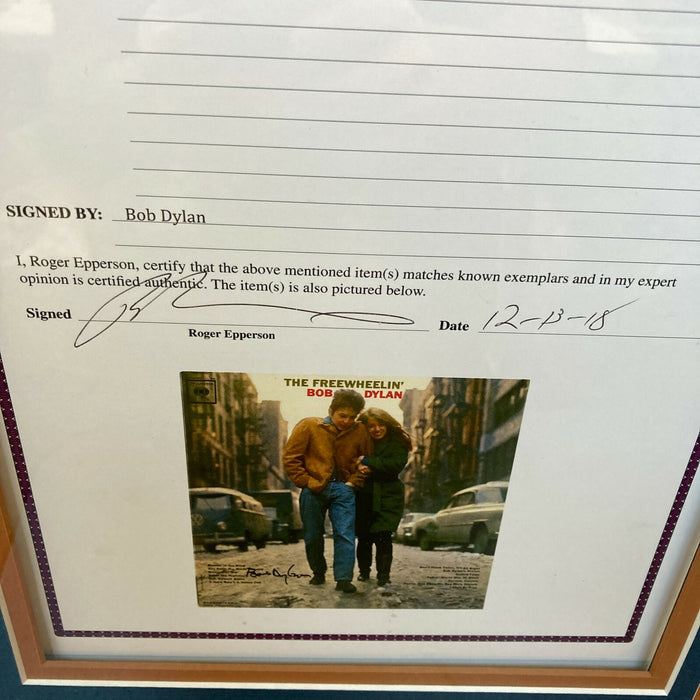 SIGNED BY: Bob Dylan
I, Roger Epperson, certify that the above mentioned item(s) matches known exemplars and in my expert
opinion is certified authentic. The item(s) is also pictured below.
Signed
Date 12-13-18
Roger Epperson
THE FREEWHEELIN'
BOB DYLAN
Bob Dylan